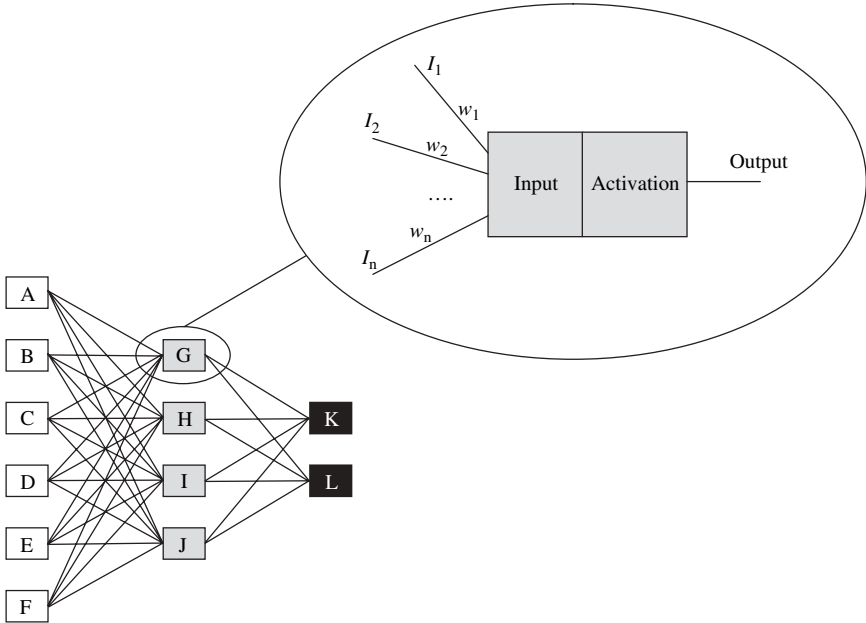 I1
w1
I2
w2
Output
Input Activation
....
wn
In
A
B
G
C
H
K
D
I
L
E
J
F